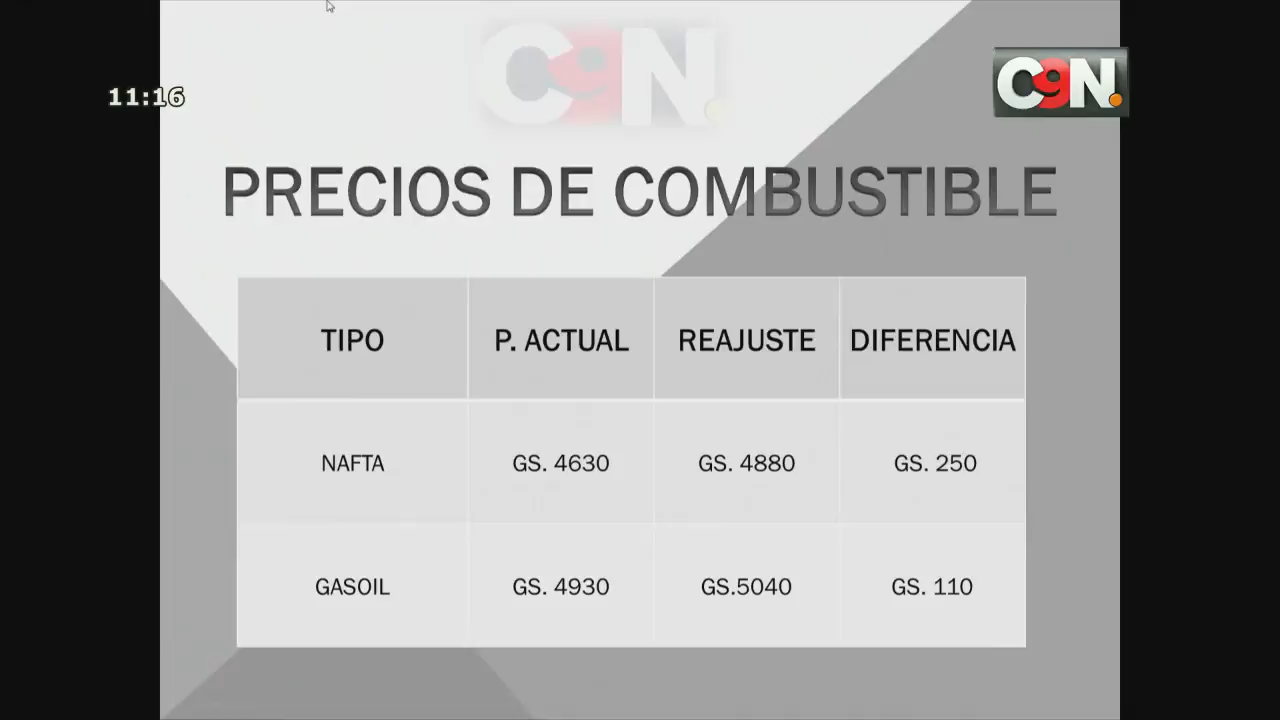 C9N.
11:16
C9N.
PRECIOS DE COMBUSTIBLE
TIPO P. ACTUAL REAJUSTE DIFERENCIA
NAFTA GS. 4630 GS. 4880 GS. 250
GASOIL GS. 4930 GS.5040 GS. 110